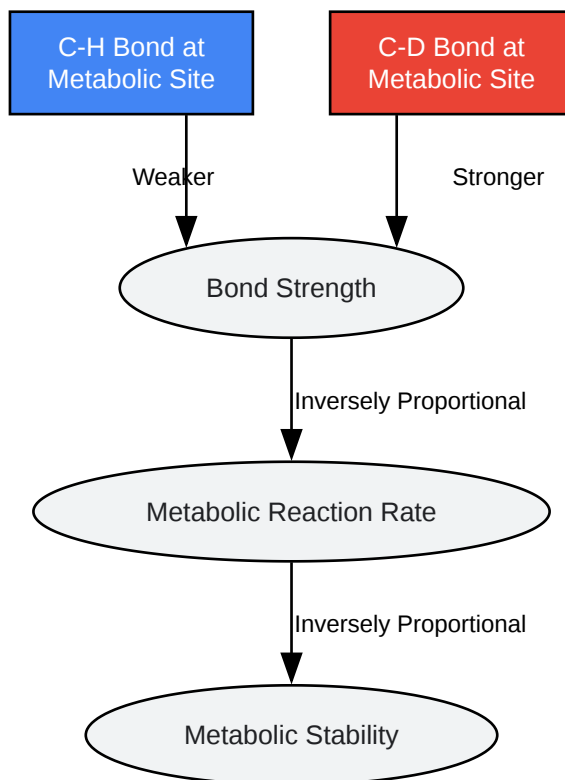 C-H Bond at
Metabolic Site
C-D Bond at
Metabolic Site
Weaker
Stronger
Bond Strength
Inversely Proportional
Metabolic Reaction Rate
Inversely Proportional
Metabolic Stability